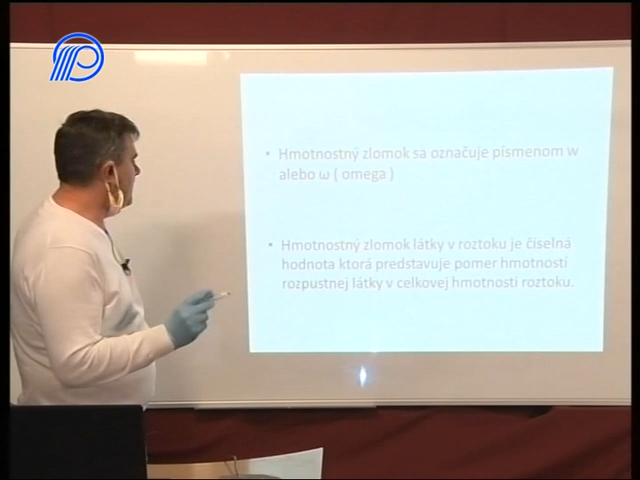 • Hmotnostný zlomok sa označuje písmenom w
alebo ω ( omega )
• Hmotnostný zlomok látky v roztoku je číselná
hodnota ktorá predstavuje pomer hmotností
rozpustnej látky v celkovej hmotnosti roztoku.